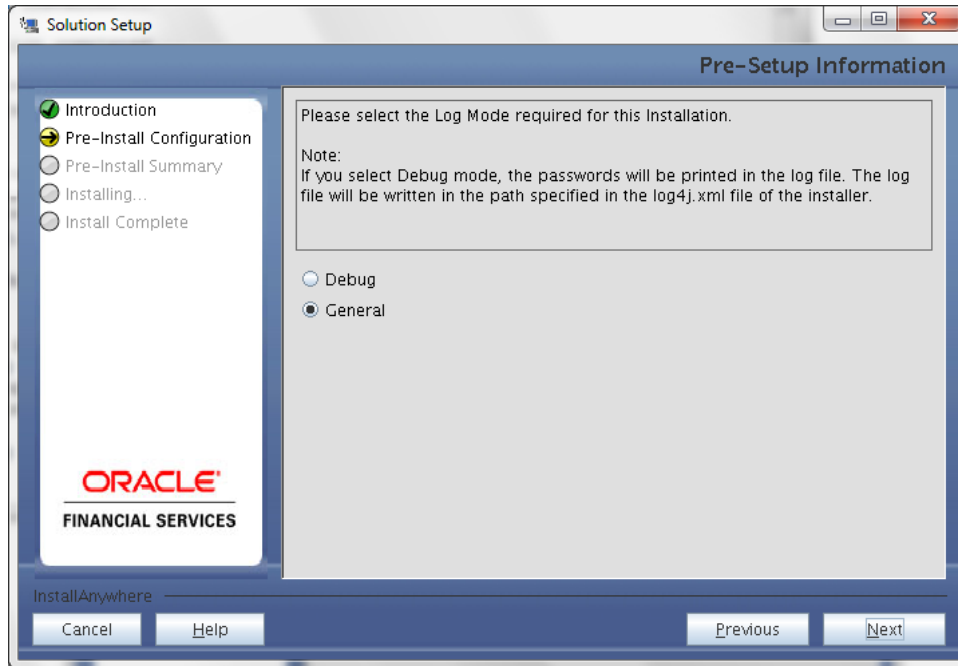 Solution Setup
Pre-Setup Information
Introduction
Pre-Install Configuration
Pre-Install Summary
Installing...
Install Complete
Please select the Log Mode required for this Installation.
Note:
If you select Debug mode, the passwords will be printed in the log file. The log
file will be written in the path specified in the log4j.xml file of the installer.
Debug
General
ORACLE
FINANCIAL SERVICES
InstallAnywhere
Cancel
Help
Previous
Next